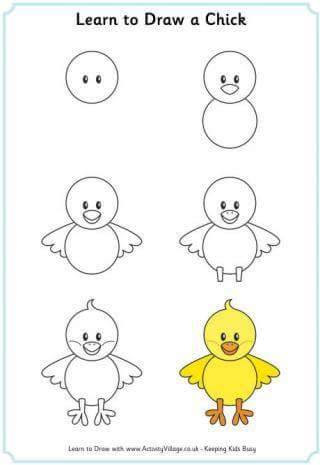 Learn to Draw a Chick
Learn to Draw with www.ActivityVillage.co.uk - Keeping Kids Busy